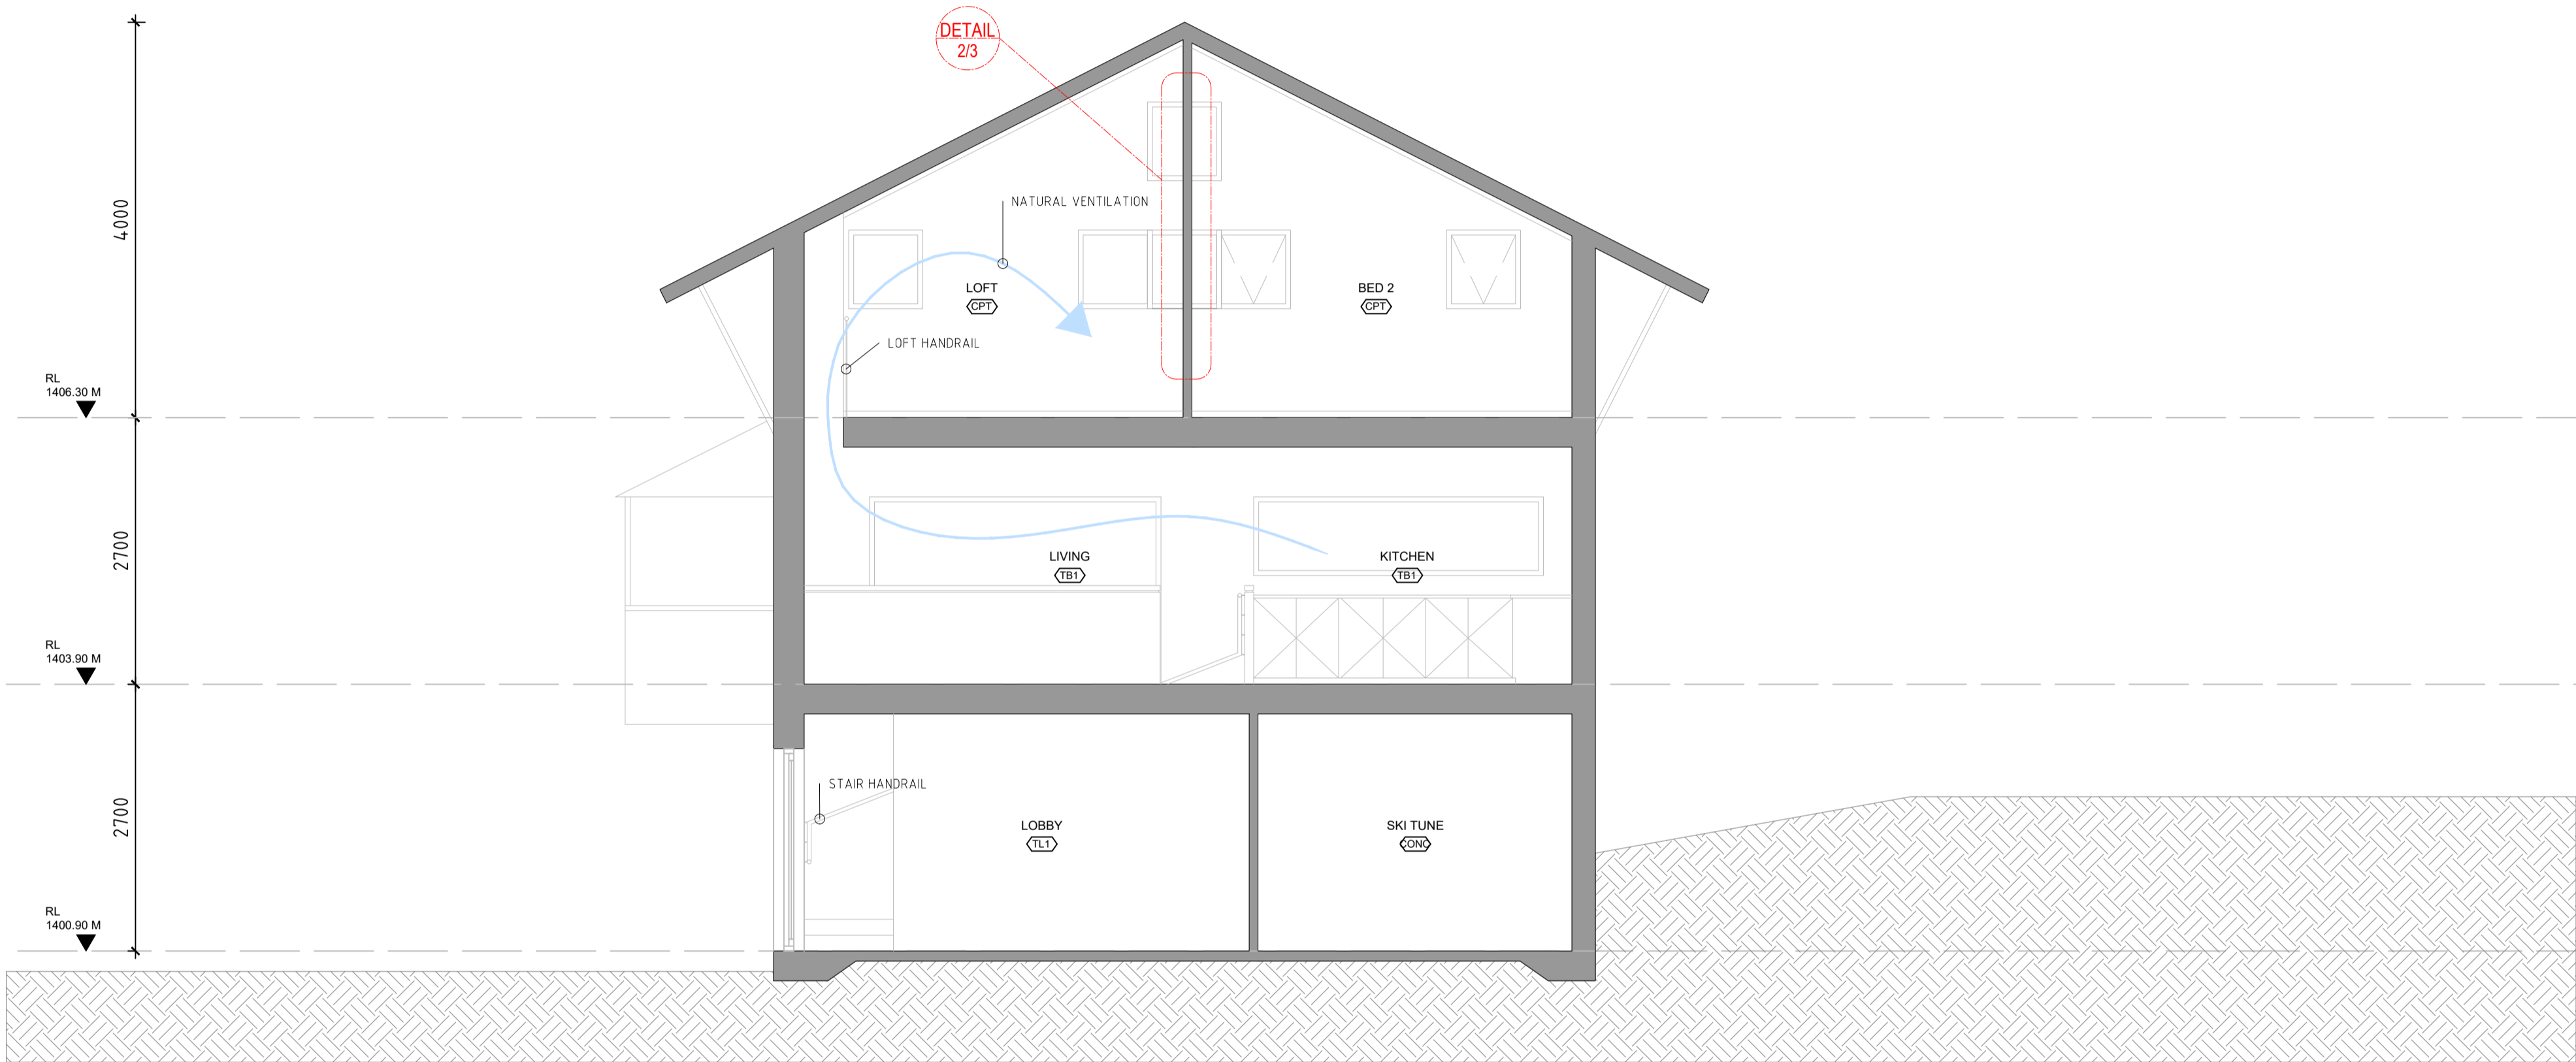 DETAIL
2/3
NATURAL VENTILATION
4000
LOFT
CPT
BED 2
CPT
LOFT HANDRAIL
RL
1406.30 M
2700
LIVING
TB1
KITCHEN
TB1
RL
1403.90 M
STAIR HANDRAIL
2700
LOBBY
TL1
SKI TUNE
CONC
RL
1400.90 M